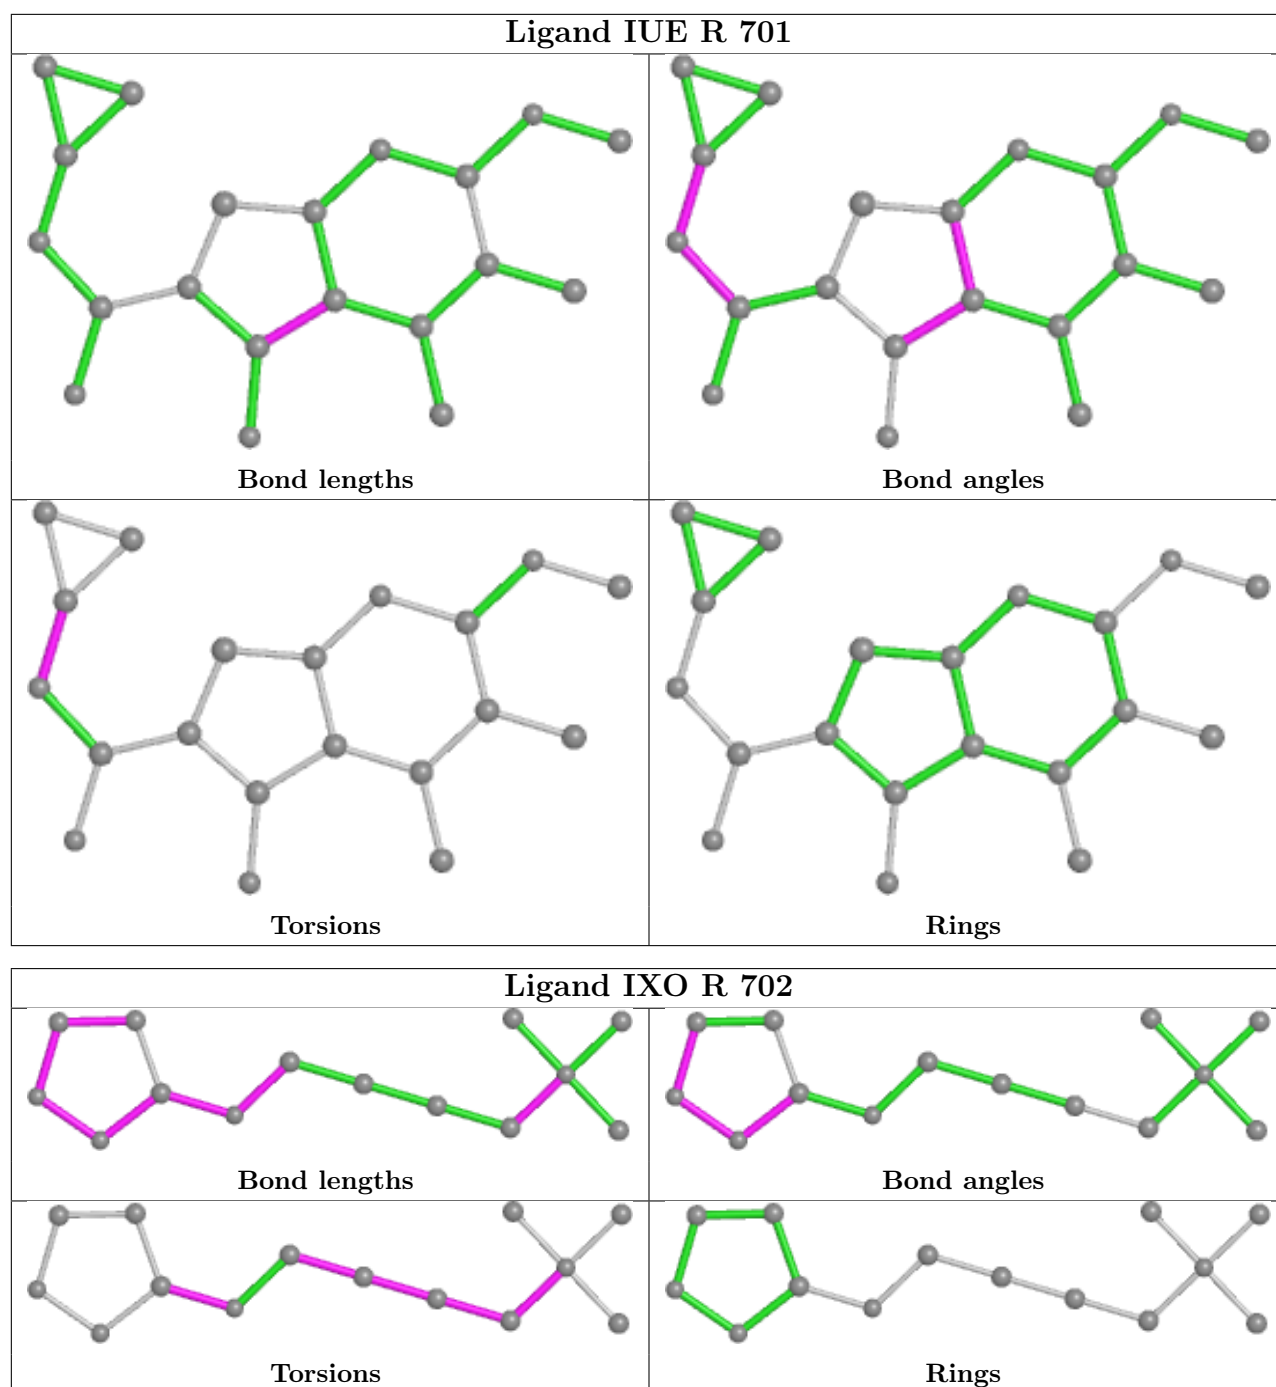 Ligand IUE R 701
Bond lengths
Bond angles
Torsions
Rings
Ligand IXO R 702
Bond lengths
Bond angles
Torsions
Rings